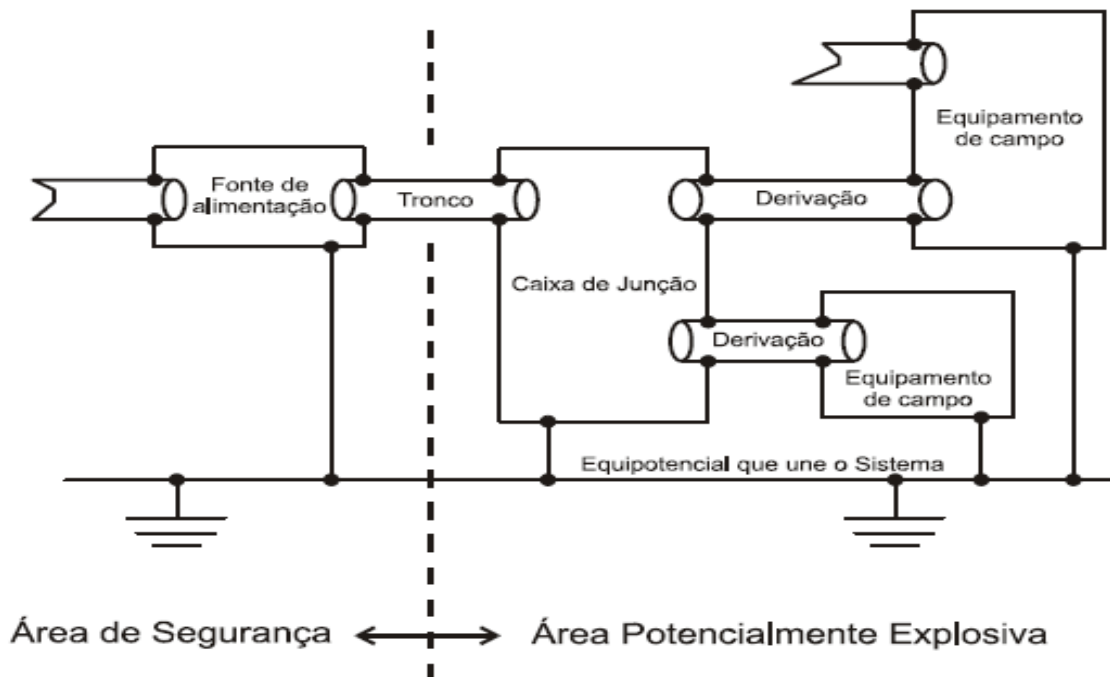 Equipamento
de campo
Fonte de
alimentação
Tronco
Derivação
Caixa de Junção
Derivação
Equipamento
de campo
Equipotencial que une o Sistema
Área de Segurança
Área Potencialmente Explosiva